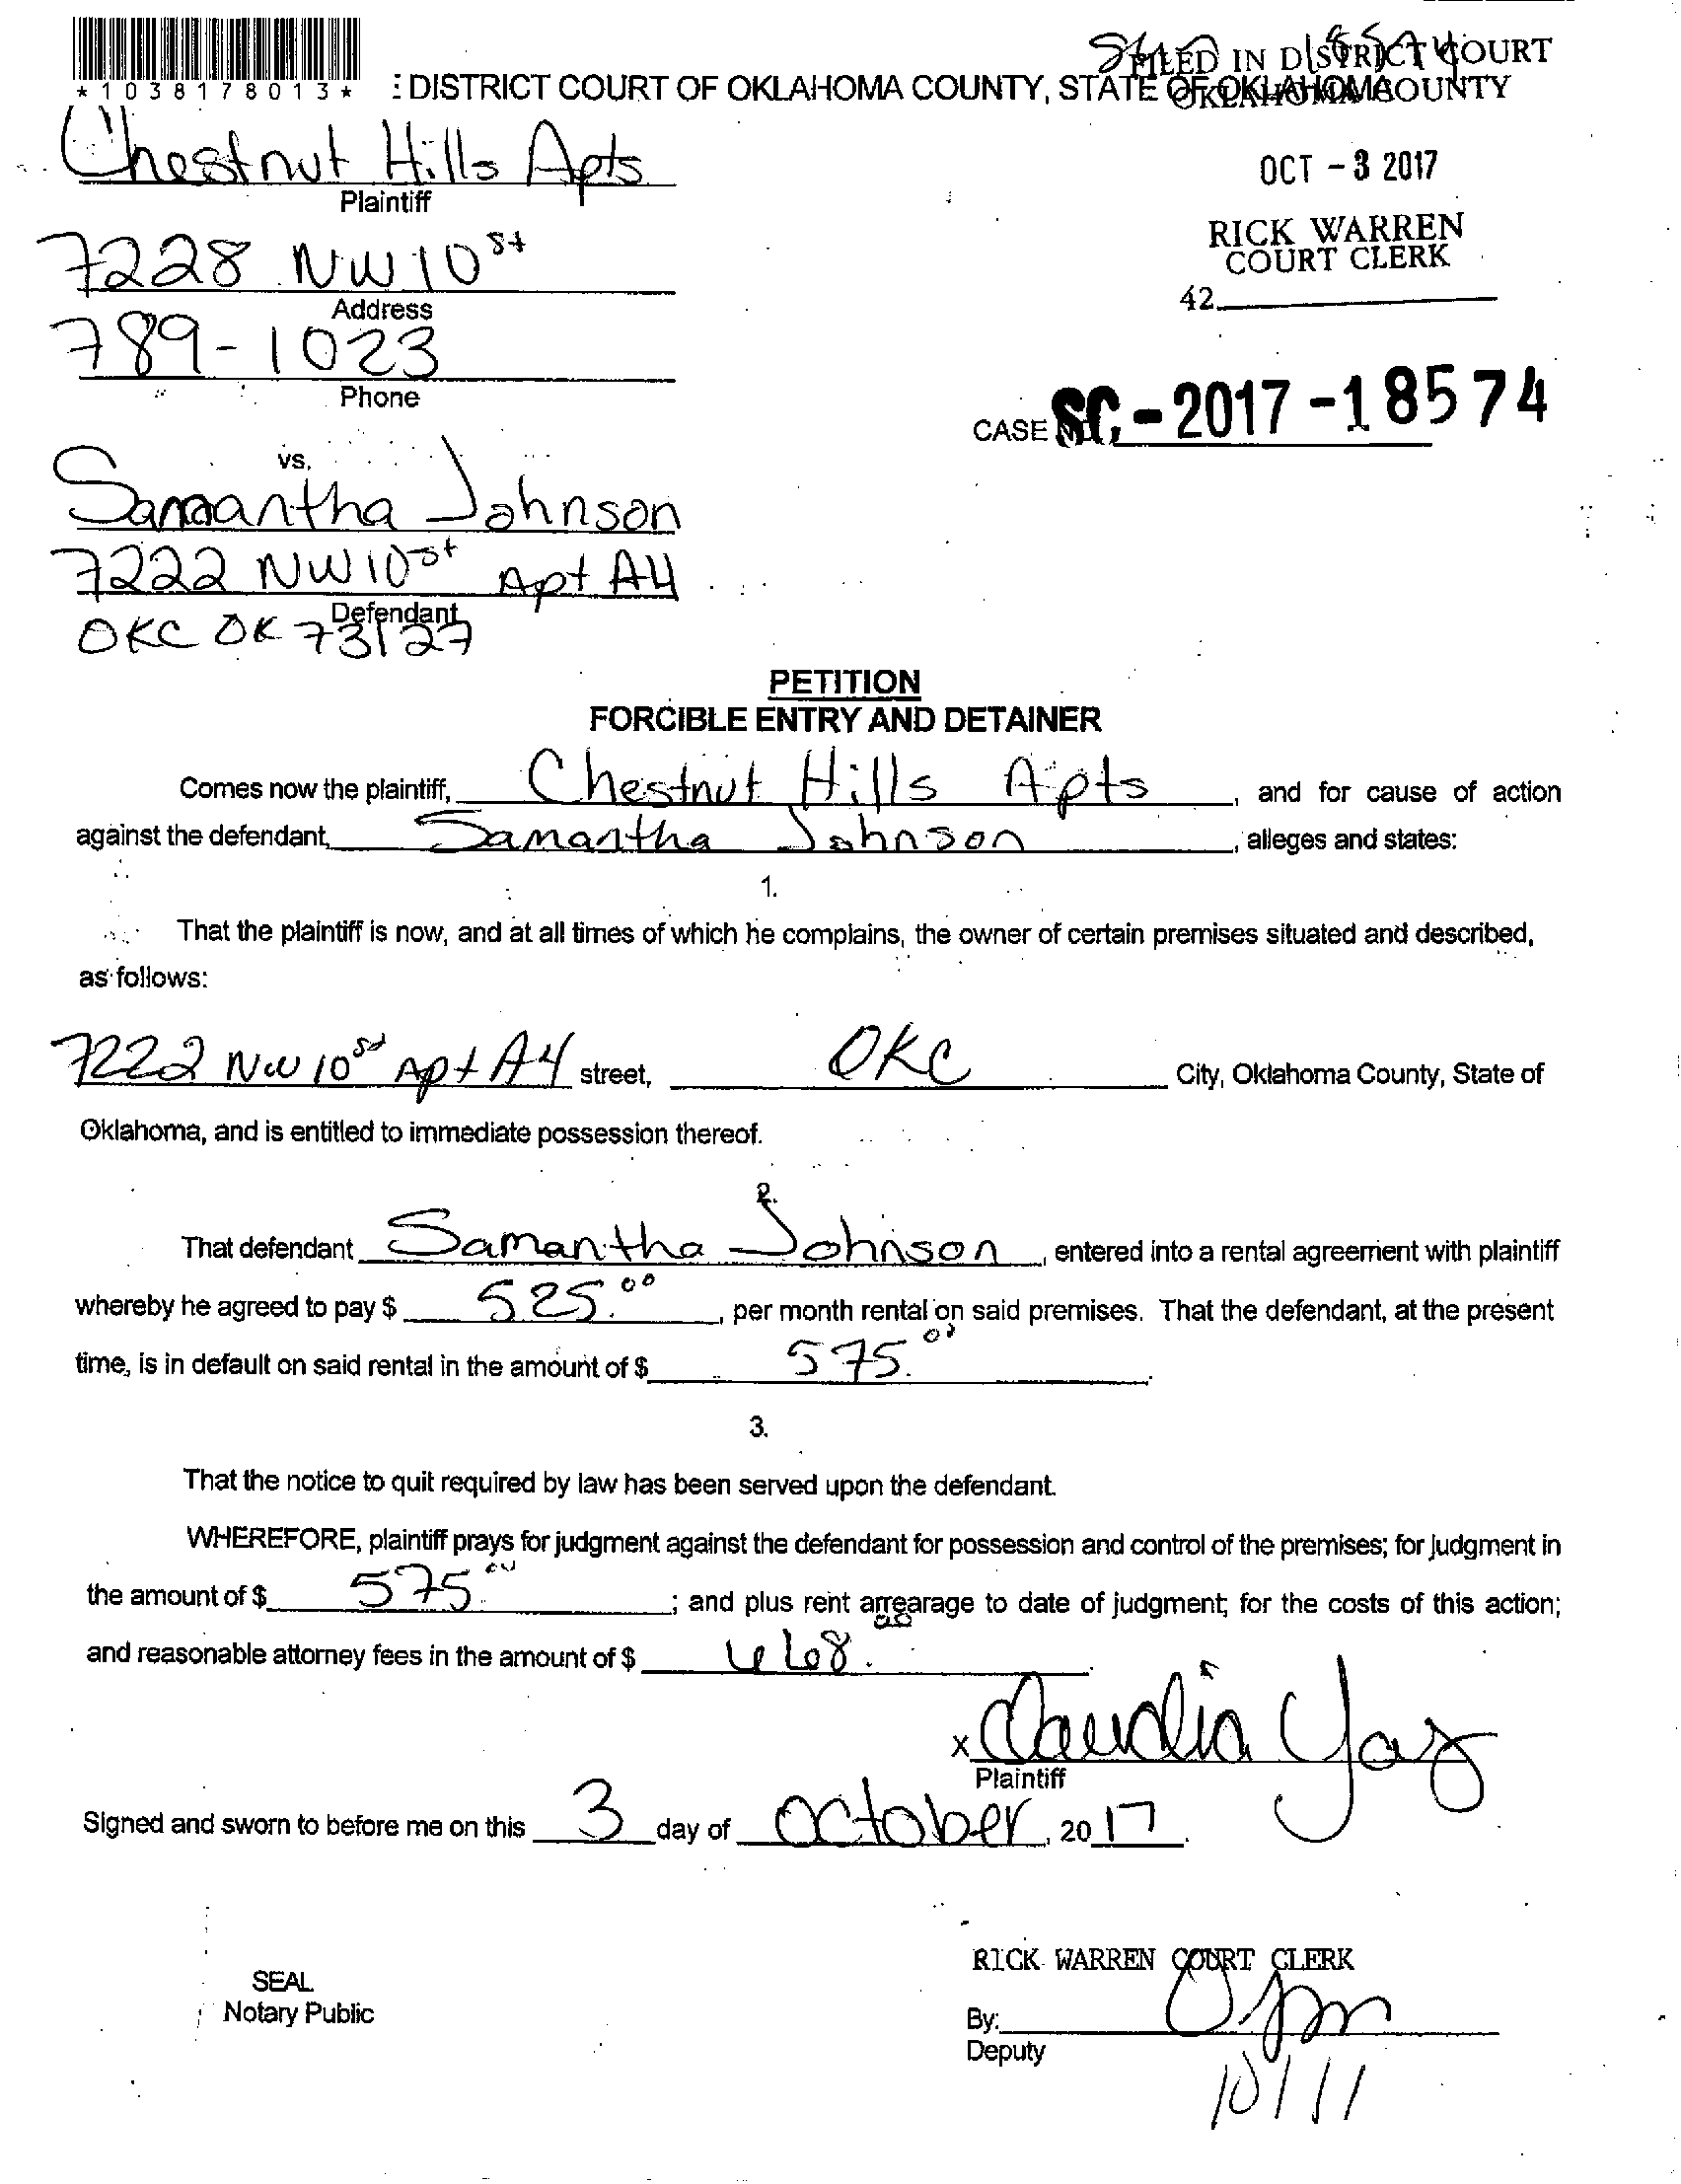 *1038178013*
DISTRICT COURT OF OKLAHOMA COUNTY, STATE OF OKLAHOMA
FILED IN DISTRICT COURT
OKLAHOMA COUNTY
OCT - 3 2017
RICK WARREN
COURT CLERK
42
Chestnut Hills Apts
Plaintiff
7228 NW 10 st
Address
789-1023
Phone
CASE NO. SC-2017-18574
vs.
Samantha Johnson
7222 NW 10 st Apt A4
Defendant
OKC OK 73127
PETITION
FORCIBLE ENTRY AND DETAINER
Comes now the plaintiff, Chestnut Hills Apts, and for cause of action
against the defendant, Samantha Johnson, alleges and states:
1.
That the plaintiff is now, and at all times of which he complains, the owner of certain premises situated and described,
as follows:
7222 NW 10 st Apt A4 street, OKC City, Oklahoma County, State of
Oklahoma, and is entitled to immediate possession thereof.
2.
That defendant Samantha Johnson, entered into a rental agreement with plaintiff
whereby he agreed to pay $ 525.00, per month rental on said premises. That the defendant, at the present
time, is in default on said rental in the amount of $ 575.00.
3.
That the notice to quit required by law has been served upon the defendant.
WHEREFORE, plaintiff prays for judgment against the defendant for possession and control of the premises; for judgment in
the amount of $ 575.00; and plus rent arrearage to date of judgment; for the costs of this action;
and reasonable attorney fees in the amount of $
x Claudia Yaz
Plaintiff
Signed and sworn to before me on this 3 day of October, 2017.
RICK WARREN COURT CLERK
SEAL
Notary Public
By:
Deputy
10/11